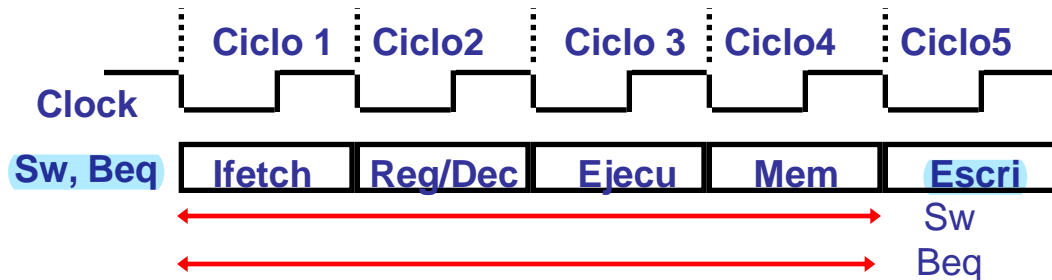 Ciclo 1 Ciclo2 Ciclo 3 Ciclo4 Ciclo5
Clock
Sw, Beq Ifetch Reg/Dec Ejecu Mem Escri
Sw
Beq